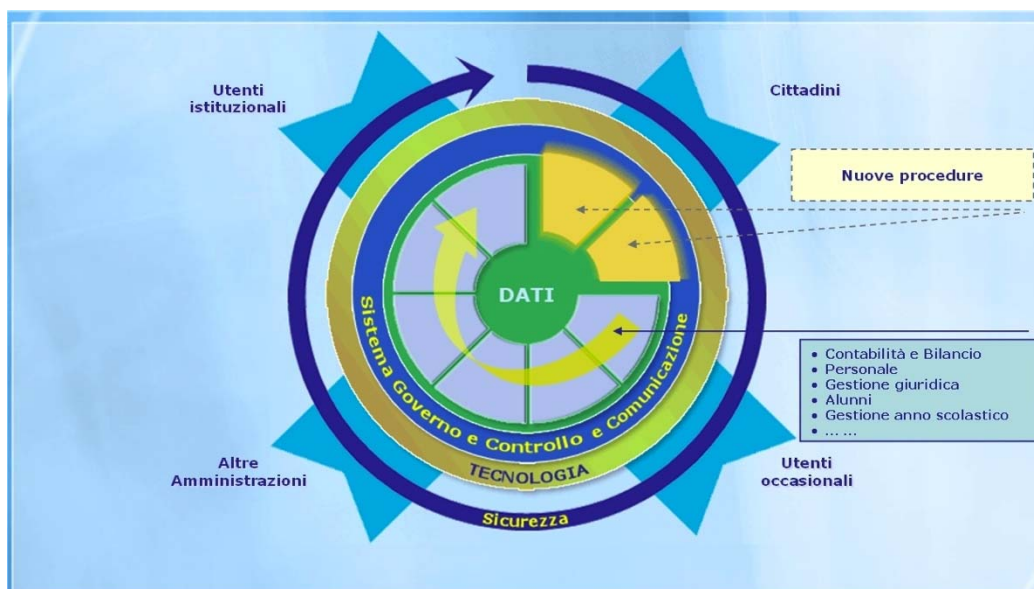 Utenti
istituzionali
Cittadini
Nuove procedure
DATI
Sistema Governo e Controllo e Comunicazione
TECNOLOGIA
Sicurezza
• Contabilità e Bilancio
• Personale
• Gestione giuridica
• Alunni
• Gestione anno scolastico
• ... ...
Altre
Amministrazioni
Utenti
occasionali